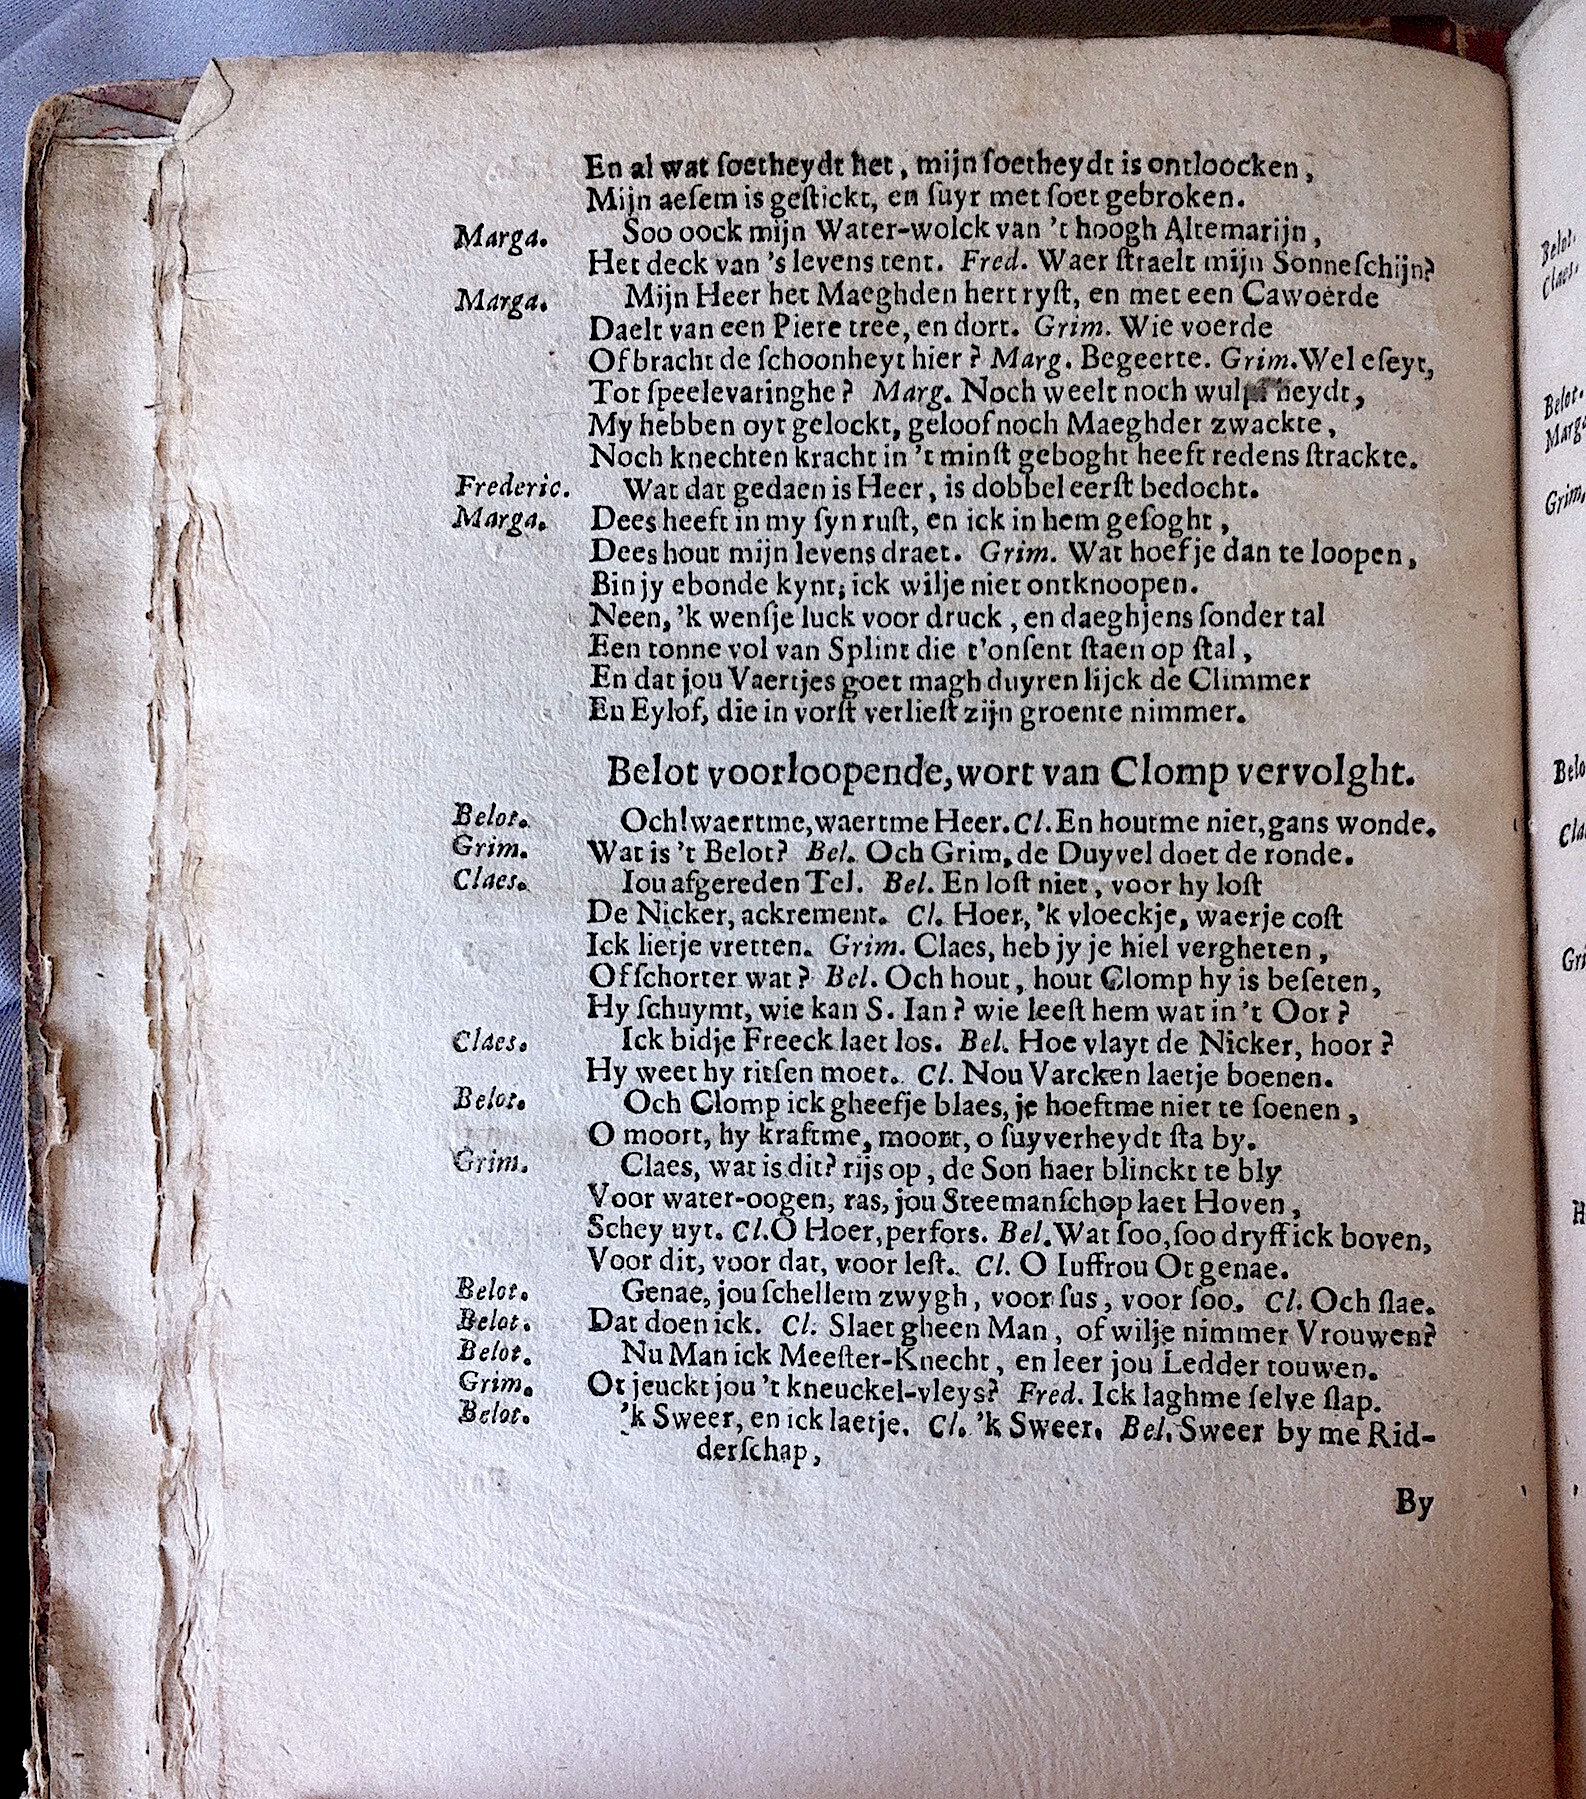 En al wat ſoetheydt het, mijn ſoetheydt is ontloocken,
Mijn aeſem is geſtickt, en ſuyr met ſoet gebroken.
Marga. Soo oock mijn Water-wolck van 't hoogh Altemarijn,
Het deck van 's levens tent. Fred. Waer ſtraelt mijn Sonneſchijn?
Marga. Mijn Heer het Maeghden hert ryſt, en met een Cawoerde
Daelt van een Piere tree, en dort. Grim. Wie voerde
Of bracht de ſchoonheyt hier? Marg. Begeerte. Grim. Wel eſeyt,
Tot ſpeelevaringhe? Marg. Noch weelt noch heydt,
My hebben oyt gelockt, geloof noch Maeghder zwackte,
Noch knechten kracht in 't minſt geboght heeft redens ſtrackte.
Frederic. Wat dat gedaen is Heer, is dobbel eerſt bedocht.
Marga. Dees heeft in my ſyn ruſt, en ick in hem geſoght,
Dees hout mijn levens draet. Grim. Wat hoef je dan te loopen,
Bin jy ebonde kynt; ick wilje niet ontknoopen.
Neen, 'k wenſje luck voor druck, en daeghjens ſonder tal
Een tonne vol van Splint die t'onſent ſtaen op ſtal,
En dat jou Vaertjes goet magh duyren lijck de Climmer
En Eylof, die in vorſt verlieſt zijn groente nimmer.
Belot voorloopende, wort van Clomp vervolght.
Belot. Och! waertme, waertme Heer. Cl. En houtme niet, gans wonde.
Grim. Wat is 't Belot? Bel. Och Grim, de Duyvel doet de ronde.
Claes. Iou afgereden Tel. Bel. En loſt niet, voor hy loſt
De Nicker, ackrement. Cl. Hoer, 'k vloeckje, waerje coſt
Ick lietje vretten. Grim. Claes, heb jy je hiel vergheten,
Of ſchorter wat? Bel. Och hout, hout Clomp hy is beſeten,
Hy ſchuymt, wie kan S. Ian? wie leeſt hem wat in 't Oor?
Claes. Ick bidje Freeck laet los. Bel. Hoe vlayt de Nicker, hoor?
Hy weet hy ritſen moet. Cl. Nou Varcken laetje boenen.
Belot. Och Clomp ick gheefje blaes, je hoeftme niet te ſoenen,
O moort, hy kraftme, moort, o ſuyverheydt ſta by.
Grim. Claes, wat is dit? rijs op, de Son haer blinckt te bly
Voor water-oogen, ras, jou Steemanſchop laet Hoven,
Schey uyt. Cl. O Hoer, perfors. Bel. Wat ſoo, ſoo dryff ick boven,
Voor dit, voor dat, voor leſt. Cl. O Iuffrou Ot genae.
Belot. Genae, jou ſchellem zwygh, voor ſus, voor ſoo. Cl. Och ſlae.
Belot. Dat doen ick. Cl. Slaet gheen Man, of wilje nimmer Vrouwen?
Belot. Nu Man ick Meeſter-Knecht, en leer jou Ledder touwen.
Grim. Ot jeuckt jou 't kneuckel-vleys? Fred. Ick laghme ſelve ſlap.
Belot. 'k Sweer, en ick laetje. Cl. 'k Sweer. Bel. Sweer by me Rid-
derſchap,
By
Belot.
Claes.
Belot.
Marga
Grim,
Belo
Cla
Gri
H